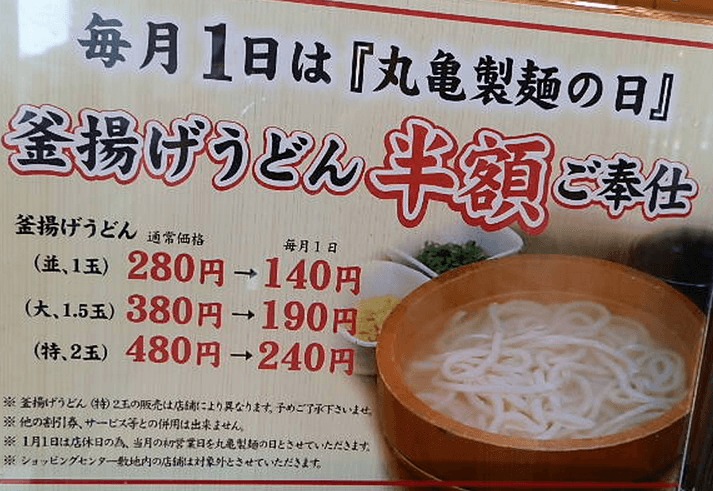 毎月1日は『丸亀製麺の日』
釜揚げうどん半額ご奉仕
釜揚げうどん 通常価格 毎月1日
(並、1玉) 280円→140円
(大、1.5玉) 380円→190円
(特、2玉) 480円→240円
※ 釜揚げうどん(特)2玉の販売は店舗により異なります。予めご了承下さいませ。
※ 他の割引券、サービス等との併用は出来ません。
※ 1月1日は店休日の為、当月の初営業日を丸亀製麺の日とさせていただきます。
※ ショッピングセンター敷地内の店舗は対象外とさせていただきます。